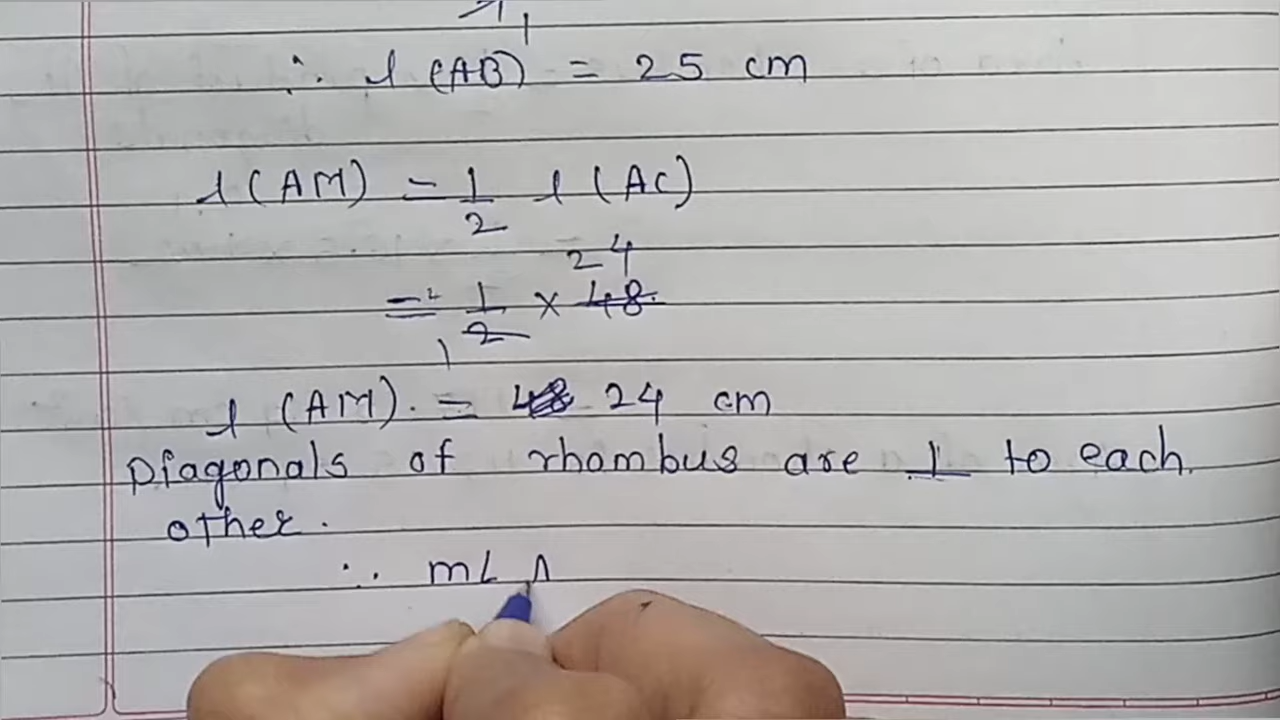 ∴ l (AB) = 25 cm
l (AM) = 1/2 l (AC)
24
= 1/2 × 48
1
l (AM) = 24 cm
Diagonals of rhombus are ⊥ to each
other.
∴ m∠ A